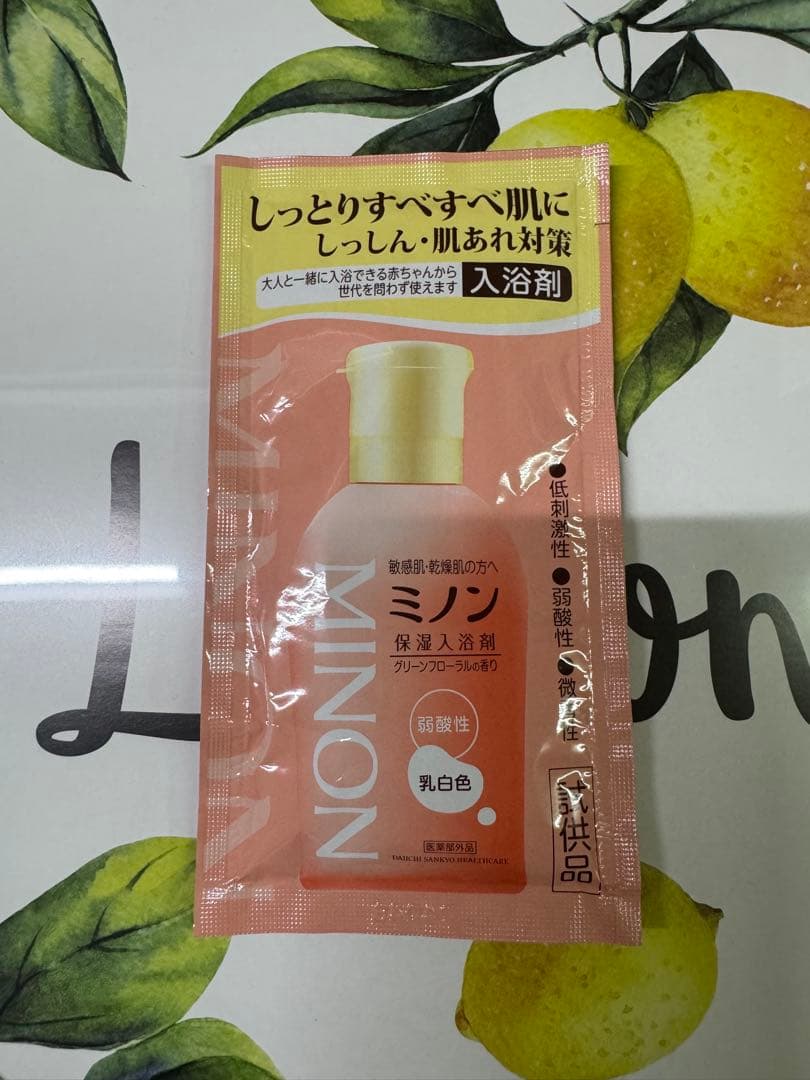 しっとりすべすべ肌に
しっしん・肌あれ対策
大人と一緒に入浴できる赤ちゃんから
世代を問わず使えます
入浴剤
MINON
敏感肌・乾燥肌の方へ
ミノン
保湿入浴剤
グリーンフローラルの香り
弱酸性
乳白色
医薬部外品
DAIICHI SANKYO HEALTHCARE
●低刺激性
●弱酸性
試供品